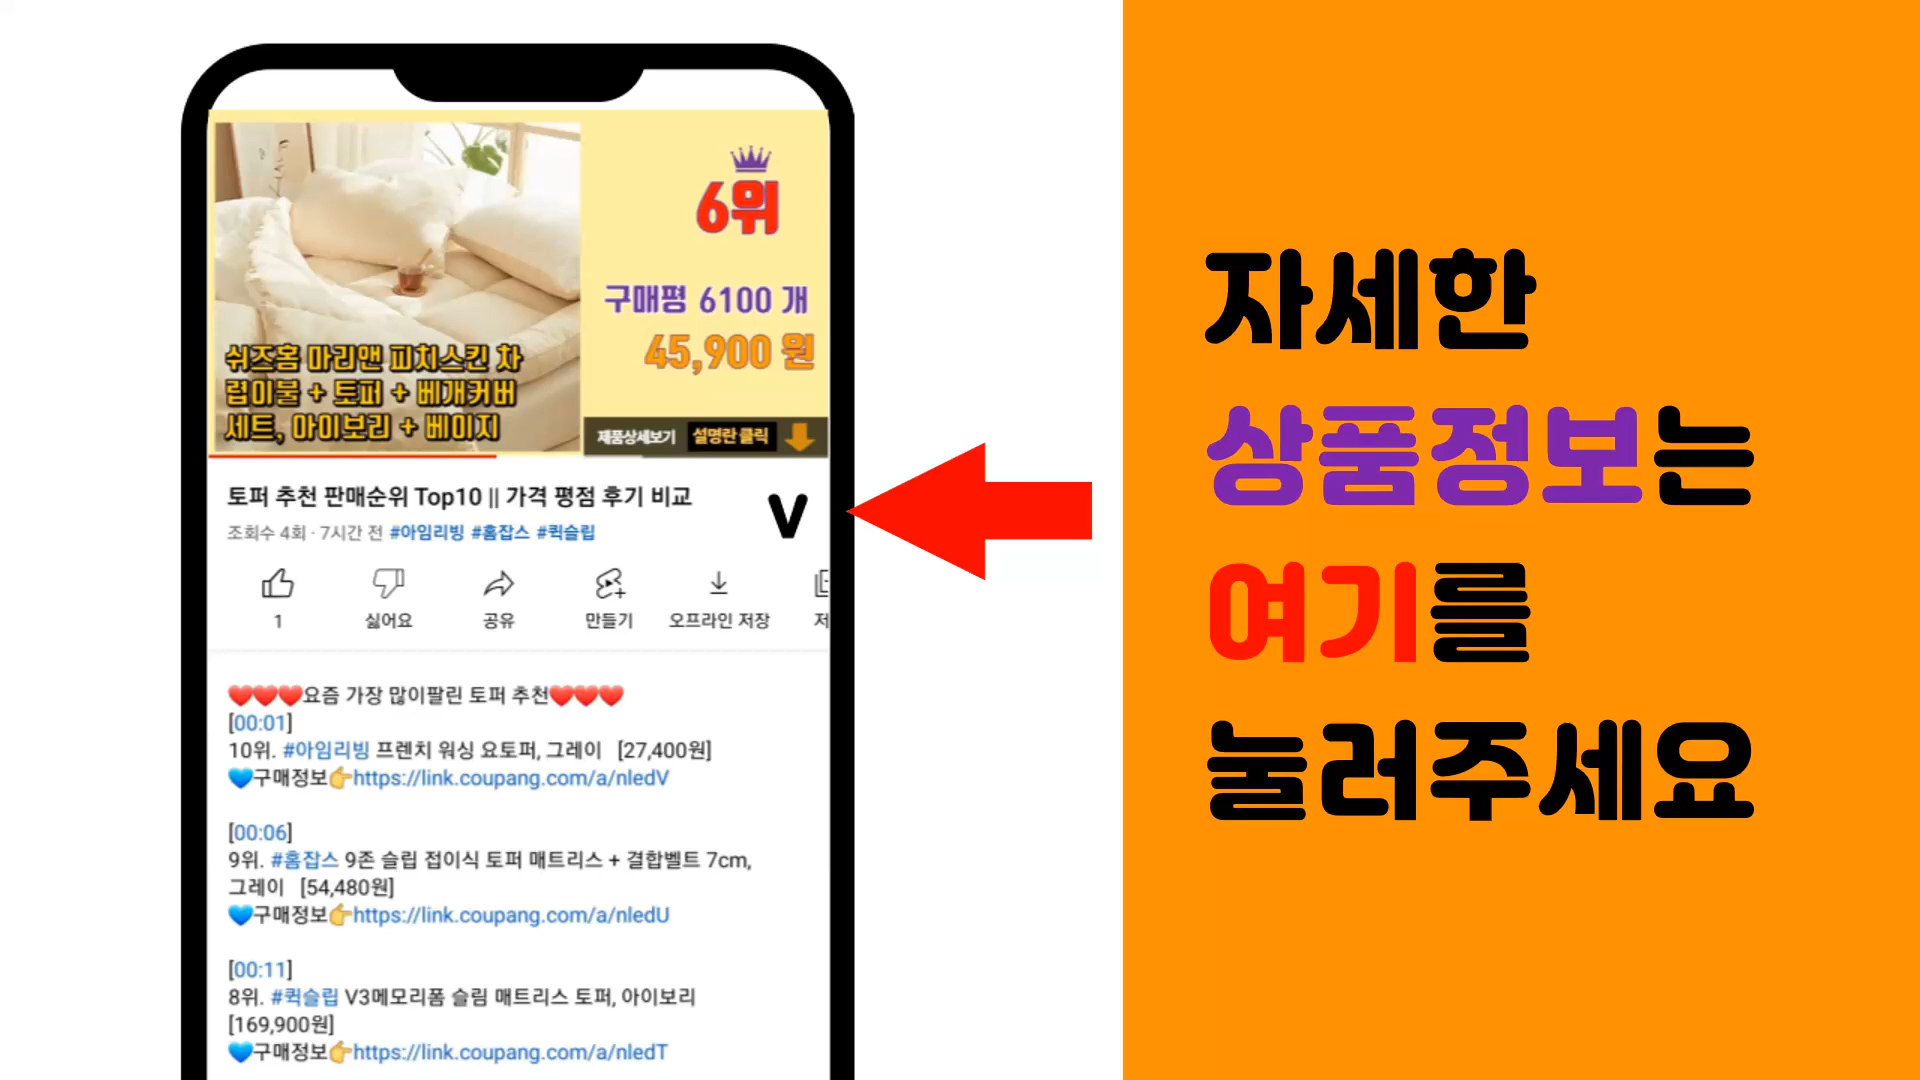 6위
구매평 6100 개
45,900 원
쉬즈홈 마리앤 피치스킨 차
렵이불 + 토퍼 + 베개커버
세트, 아이보리 + 베이지
제품상세보기 설명란 클릭
토퍼 추천 판매순위 Top10 || 가격 평점 후기 비교
V
조회수 4회 · 7시간 전 #아임리빙 #홈잡스 #퀵슬립
1 싫어요 공유 만들기 오프라인 저장 저
❤❤❤요즘 가장 많이팔린 토퍼 추천❤❤❤
[00:01]
10위. #아임리빙 프렌치 워싱 요토퍼, 그레이 [27,400원]
💙구매정보👉https://link.coupang.com/a/nledV
[00:06]
9위. #홈잡스 9존 슬립 접이식 토퍼 매트리스 + 결합벨트 7cm,
그레이 [54,480원]
💙구매정보👉https://link.coupang.com/a/nledU
[00:11]
8위. #퀵슬립 V3메모리폼 슬림 매트리스 토퍼, 아이보리
[169,900원]
💙구매정보👉https://link.coupang.com/a/nledT
자세한
상품정보는
여기를
눌러주세요